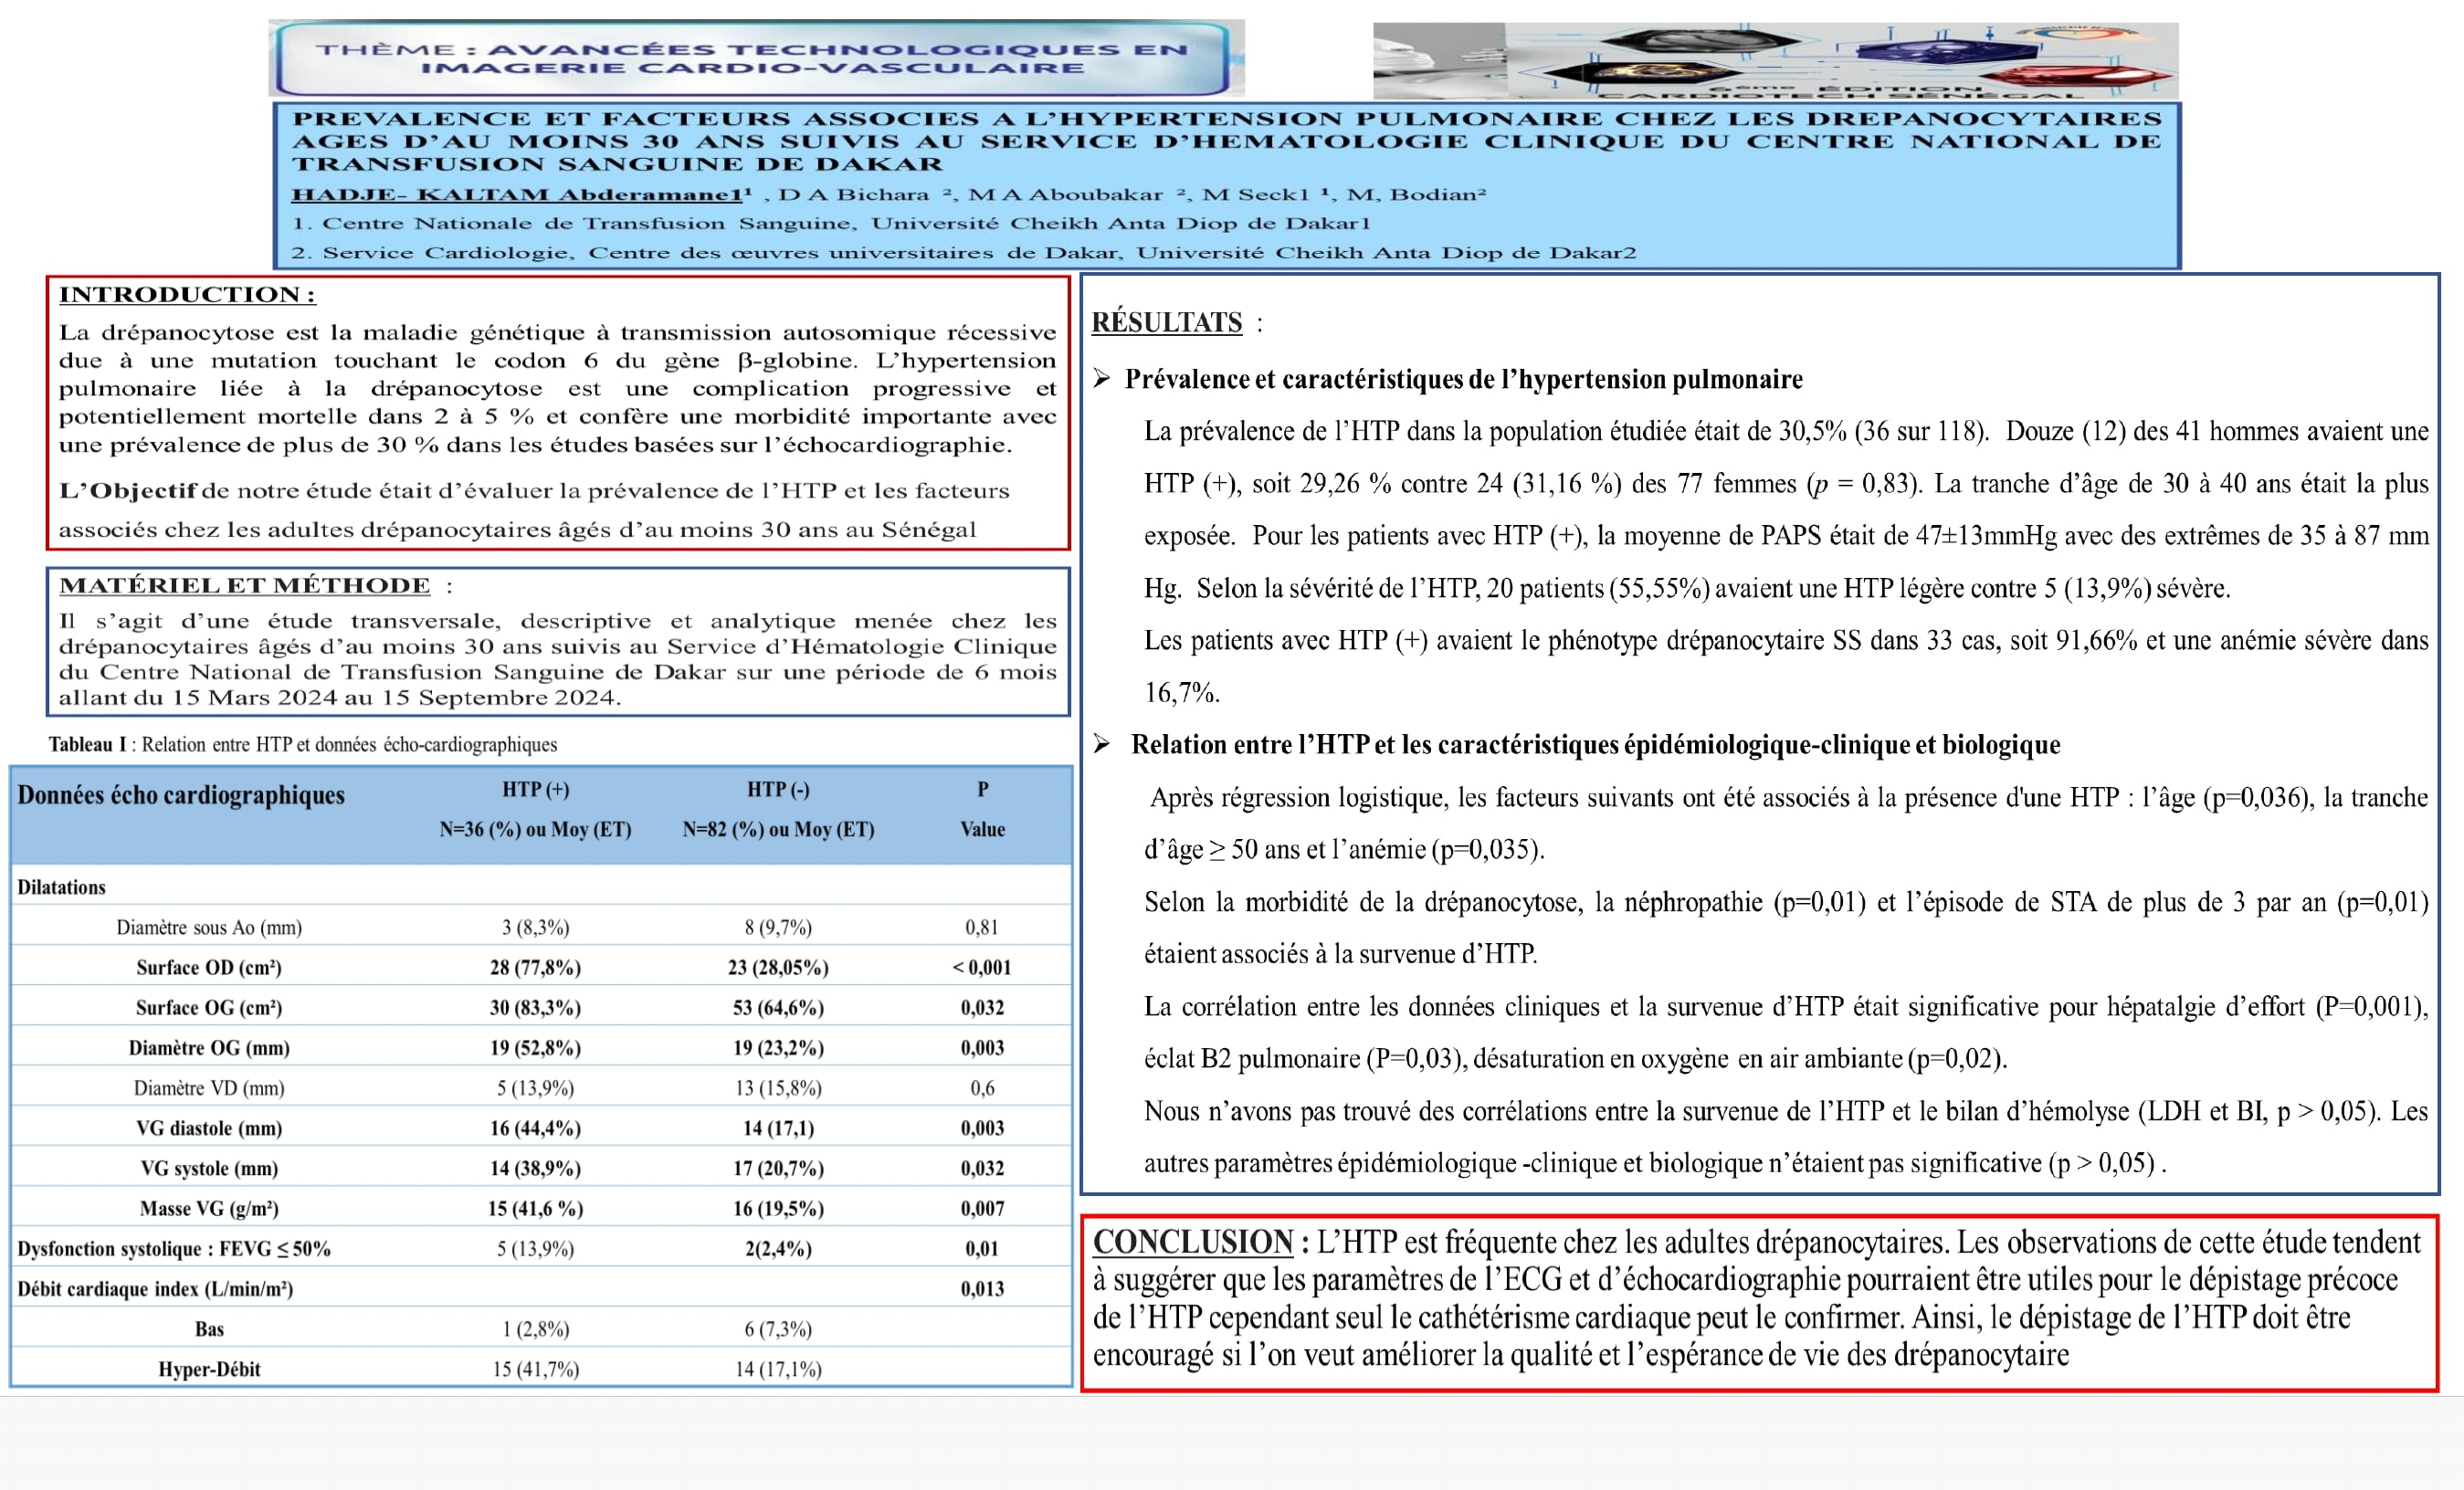 THÈME : AVANCÉES TECHNOLOGIQUES EN
IMAGERIE CARDIO-VASCULAIRE
6ème ÉDITION
CARDIOTECH SÉNÉGAL
PREVALENCE ET FACTEURS ASSOCIES A L’HYPERTENSION PULMONAIRE CHEZ LES DREPANOCYTAIRES
AGES D’AU MOINS 30 ANS SUIVIS AU SERVICE D’HEMATOLOGIE CLINIQUE DU CENTRE NATIONAL DE
TRANSFUSION SANGUINE DE DAKAR
HADJE- KALTAM Abderamane1¹ , D A Bichara ², M A Aboubakar ², M Seck1 ¹, M, Bodian²
1. Centre Nationale de Transfusion Sanguine, Université Cheikh Anta Diop de Dakar1
2. Service Cardiologie, Centre des œuvres universitaires de Dakar, Université Cheikh Anta Diop de Dakar2
INTRODUCTION :
La drépanocytose est la maladie génétique à transmission autosomique récessive
due à une mutation touchant le codon 6 du gène β-globine. L’hypertension
pulmonaire liée à la drépanocytose est une complication progressive et
potentiellement mortelle dans 2 à 5 % et confère une morbidité importante avec
une prévalence de plus de 30 % dans les études basées sur l’échocardiographie.
L’Objectif de notre étude était d’évaluer la prévalence de l’HTP et les facteurs
associés chez les adultes drépanocytaires âgés d’au moins 30 ans au Sénégal
MATÉRIEL ET MÉTHODE :
Il s’agit d’une étude transversale, descriptive et analytique menée chez les
drépanocytaires âgés d’au moins 30 ans suivis au Service d’Hématologie Clinique
du Centre National de Transfusion Sanguine de Dakar sur une période de 6 mois
allant du 15 Mars 2024 au 15 Septembre 2024.
Tableau I : Relation entre HTP et données écho-cardiographiques
Données écho cardiographiques HTP (+) HTP (-) P
N=36 (%) ou Moy (ET) N=82 (%) ou Moy (ET) Value
Dilatations
Diamètre sous Ao (mm) 3 (8,3%) 8 (9,7%) 0,81
Surface OD (cm²) 28 (77,8%) 23 (28,05%) < 0,001
Surface OG (cm²) 30 (83,3%) 53 (64,6%) 0,032
Diamètre OG (mm) 19 (52,8%) 19 (23,2%) 0,003
Diamètre VD (mm) 5 (13,9%) 13 (15,8%) 0,6
VG diastole (mm) 16 (44,4%) 14 (17,1) 0,003
VG systole (mm) 14 (38,9%) 17 (20,7%) 0,032
Masse VG (g/m²) 15 (41,6 %) 16 (19,5%) 0,007
Dysfonction systolique : FEVG ≤ 50% 5 (13,9%) 2(2,4%) 0,01
Débit cardiaque index (L/min/m²) 0,013
Bas 1 (2,8%) 6 (7,3%)
Hyper-Débit 15 (41,7%) 14 (17,1%)
RÉSULTATS :
➢ Prévalence et caractéristiques de l’hypertension pulmonaire
La prévalence de l’HTP dans la population étudiée était de 30,5% (36 sur 118). Douze (12) des 41 hommes avaient une
HTP (+), soit 29,26 % contre 24 (31,16 %) des 77 femmes (p = 0,83). La tranche d’âge de 30 à 40 ans était la plus
exposée. Pour les patients avec HTP (+), la moyenne de PAPS était de 47±13mmHg avec des extrêmes de 35 à 87 mm
Hg. Selon la sévérité de l’HTP, 20 patients (55,55%) avaient une HTP légère contre 5 (13,9%) sévère.
Les patients avec HTP (+) avaient le phénotype drépanocytaire SS dans 33 cas, soit 91,66% et une anémie sévère dans
16,7%.
➢ Relation entre l’HTP et les caractéristiques épidémiologique-clinique et biologique
Après régression logistique, les facteurs suivants ont été associés à la présence d'une HTP : l’âge (p=0,036), la tranche
d’âge ≥ 50 ans et l’anémie (p=0,035).
Selon la morbidité de la drépanocytose, la néphropathie (p=0,01) et l’épisode de STA de plus de 3 par an (p=0,01)
étaient associés à la survenue d’HTP.
La corrélation entre les données cliniques et la survenue d’HTP était significative pour hépatalgie d’effort (P=0,001),
éclat B2 pulmonaire (P=0,03), désaturation en oxygène en air ambiante (p=0,02).
Nous n’avons pas trouvé des corrélations entre la survenue de l’HTP et le bilan d’hémolyse (LDH et BI, p > 0,05). Les
autres paramètres épidémiologique -clinique et biologique n’étaient pas significative (p > 0,05) .
CONCLUSION : L’HTP est fréquente chez les adultes drépanocytaires. Les observations de cette étude tendent
à suggérer que les paramètres de l’ECG et d’échocardiographie pourraient être utiles pour le dépistage précoce
de l’HTP cependant seul le cathétérisme cardiaque peut le confirmer. Ainsi, le dépistage de l’HTP doit être
encouragé si l’on veut améliorer la qualité et l’espérance de vie des drépanocytaire